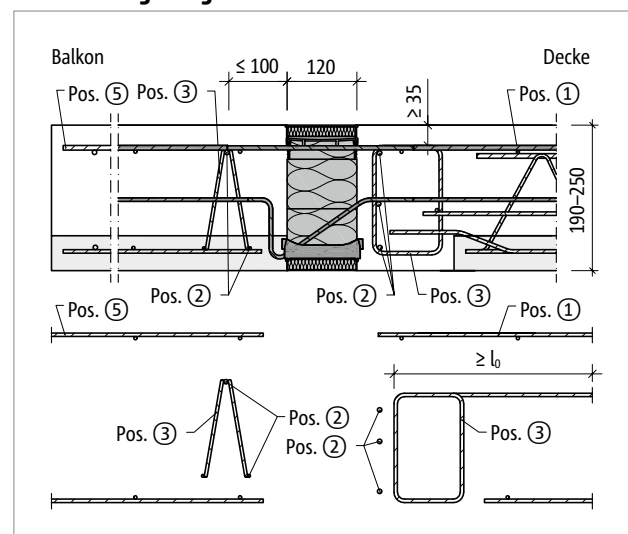 Balkon
Decke
≤ 100
120
≥ 35
Pos. ⑤
Pos. ③
Pos. ①
190–250
Pos. ②
Pos. ②
Pos. ③
Pos. ⑤
Pos. ①
≥ l₀
Pos. ③
Pos. ②
Pos. ②
Pos. ③